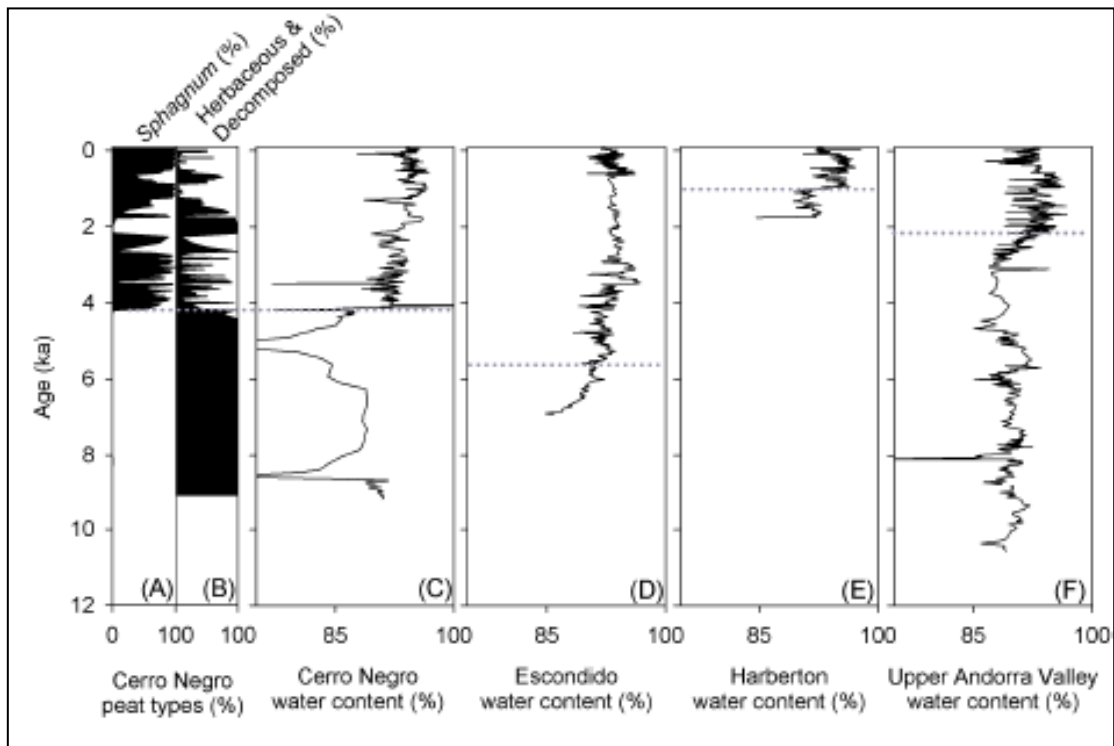 Sphagnum (%)
Herbaceous &
Decomposed (%)
0
2
4
6
8
10
12
Age (ka)
(A)
(B)
(C)
(D)
(E)
(F)
0
100
100
85
100
85
100
85
100
85
100
Cerro Negro
peat types (%)
Cerro Negro
water content (%)
Escondido
water content (%)
Harberton
water content (%)
Upper Andorra Valley
water content (%)